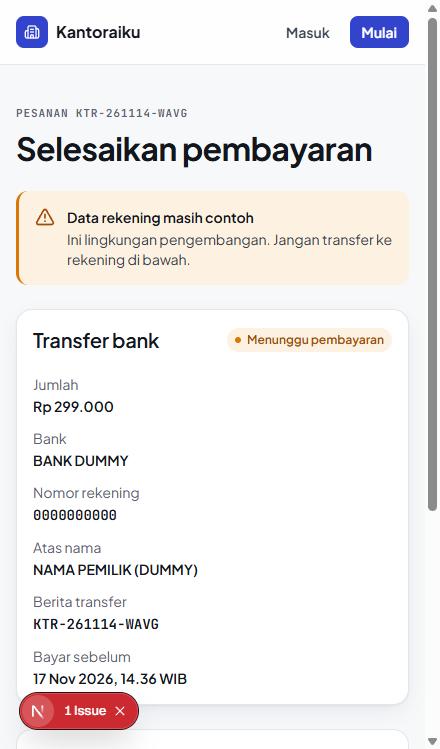 Kantoraiku
Masuk
Mulai
PESANAN KTR-261114-WAVG
Selesaikan pembayaran
Data rekening masih contoh
Ini lingkungan pengembangan. Jangan transfer ke
rekening di bawah.
Transfer bank
Menunggu pembayaran
Jumlah
Rp 299.000
Bank
BANK DUMMY
Nomor rekening
0000000000
Atas nama
NAMA PEMILIK (DUMMY)
Berita transfer
KTR-261114-WAVG
Bayar sebelum
17 Nov 2026, 14.36 WIB
N
1 Issue